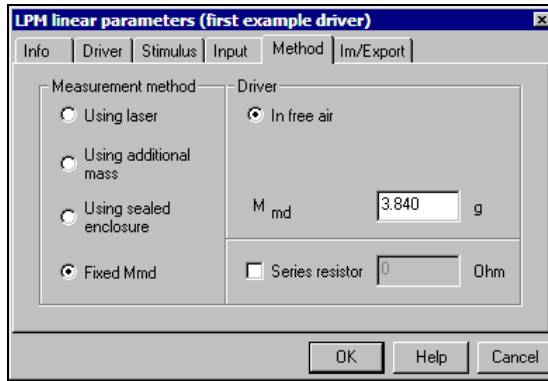 LPM linear parameters (first example driver)
Info Driver Stimulus Input Method Im/Export
Measurement method
Using laser
Using additional
mass
Using sealed
enclosure
Fixed Mmd
Driver
In free air
M md 3.840 g
Series resistor 0 Ohm
OK Help Cancel